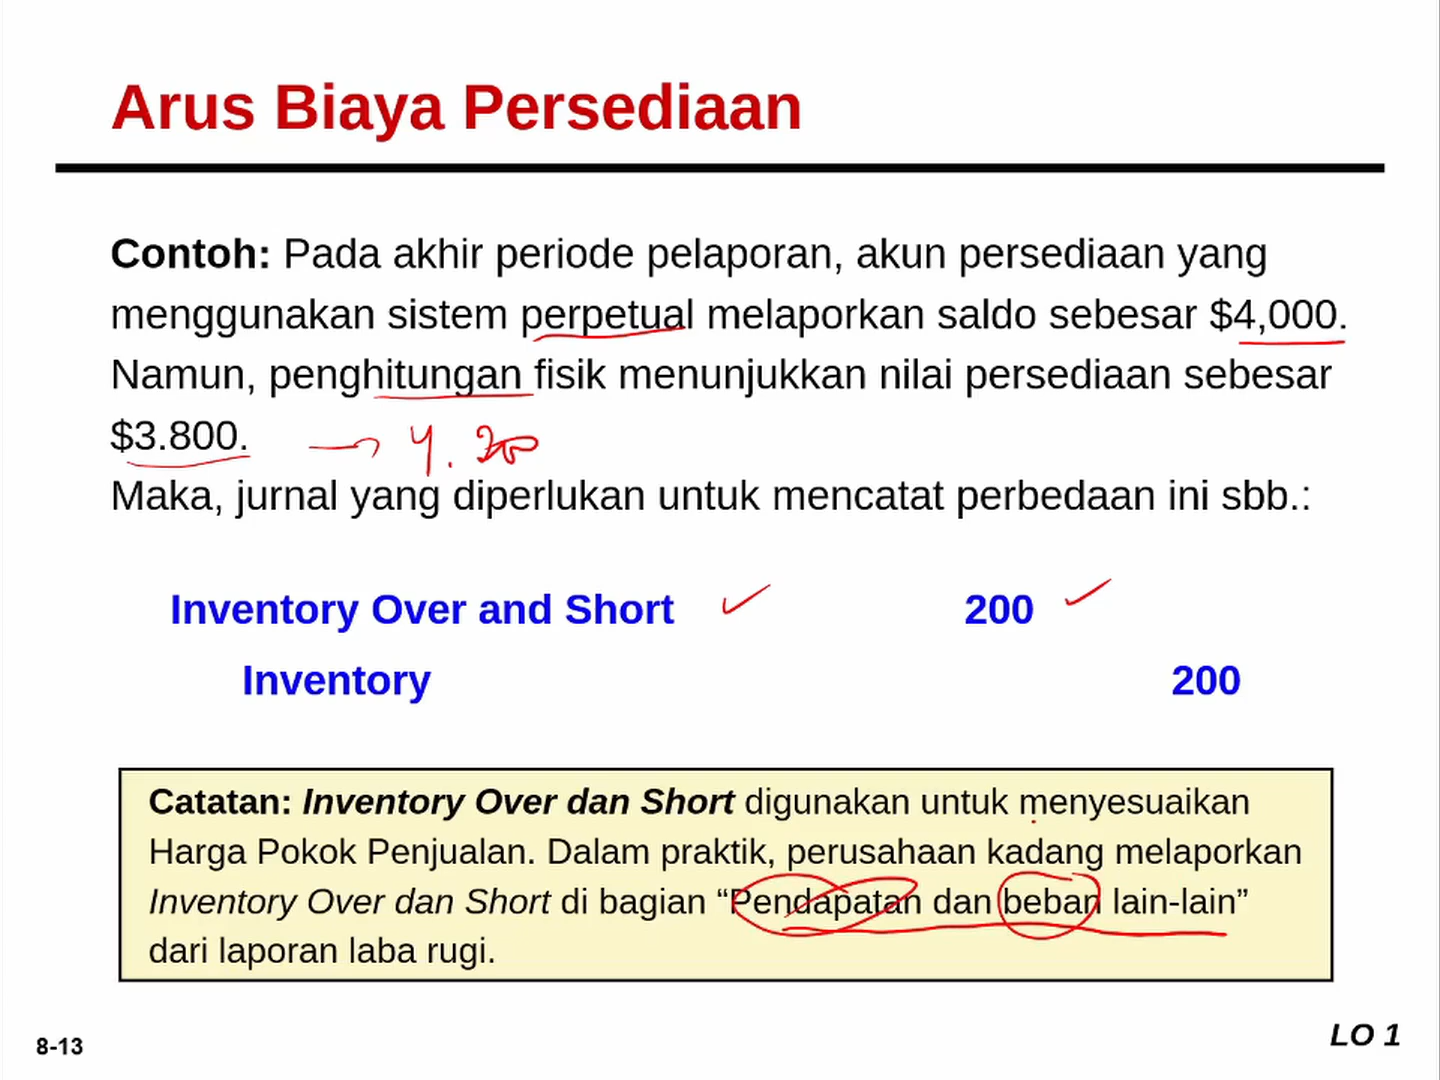 Arus Biaya Persediaan
Contoh: Pada akhir periode pelaporan, akun persediaan yang
menggunakan sistem perpetual melaporkan saldo sebesar $4,000.
Namun, penghitungan fisik menunjukkan nilai persediaan sebesar
$3.800.
Maka, jurnal yang diperlukan untuk mencatat perbedaan ini sbb.:
Inventory Over and Short 200
Inventory 200
Catatan: Inventory Over dan Short digunakan untuk menyesuaikan
Harga Pokok Penjualan. Dalam praktik, perusahaan kadang melaporkan
Inventory Over dan Short di bagian “Pendapatan dan beban lain-lain”
dari laporan laba rugi.
8-13
LO 1